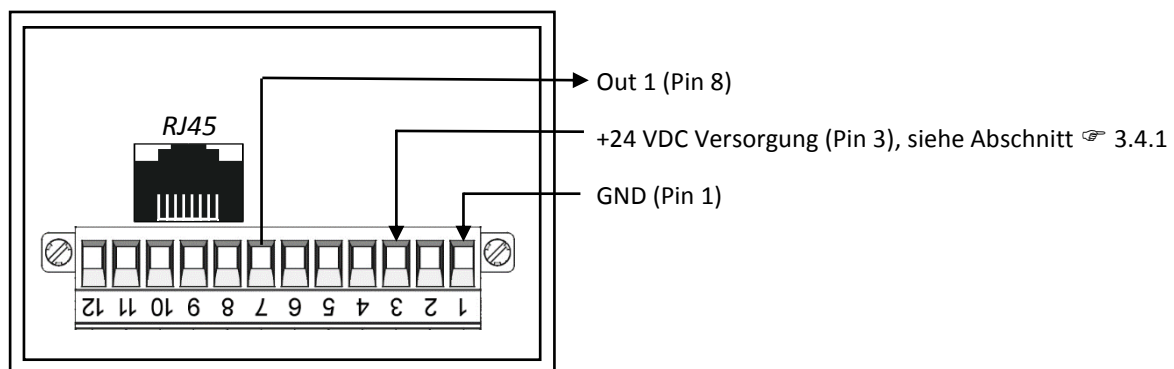 Out 1 (Pin 8)
RJ45
+24 VDC Versorgung (Pin 3), siehe Abschnitt ☞ 3.4.1
GND (Pin 1)
12 11 10 9 8 7 6 5 4 3 2 1